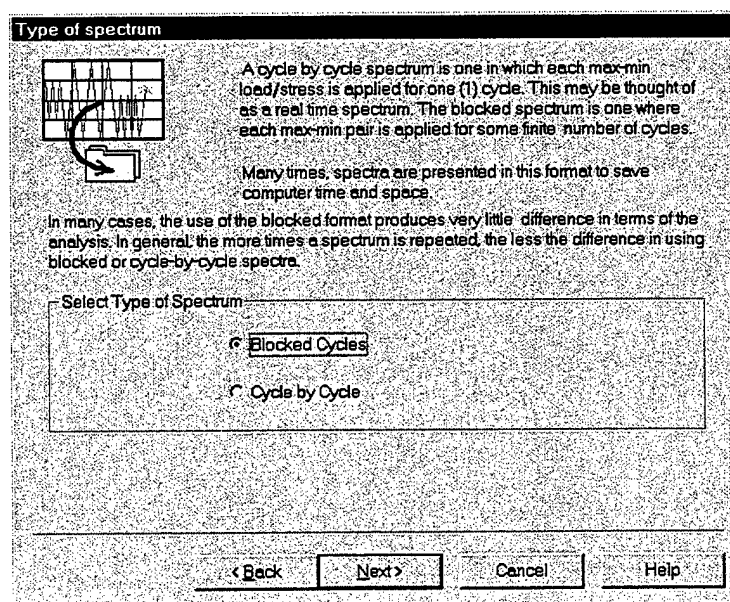 Type of spectrum
A cycle by cycle spectrum is one in which each max-min
load/stress is applied for one (1) cycle. This may be thought of
as a real time spectrum. The blocked spectrum is one where
each max-min pair is applied for some finite number of cycles.
Many times, spectra are presented in this format to save
computer time and space.
In many cases, the use of the blocked format produces very little difference in terms of the
analysis. In general, the more times a spectrum is repeated, the less the difference in using
blocked or cycle-by-cycle spectra.
Select Type of Spectrum
Blocked Cycles
Cycle by Cycle
< Back Next > Cancel Help